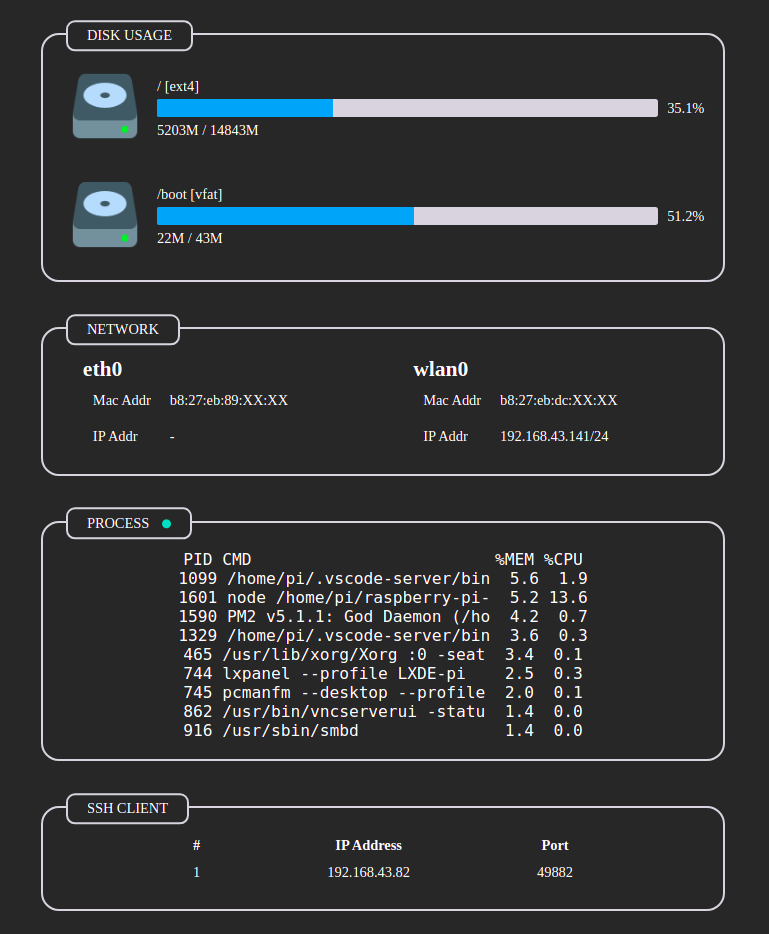 DISK USAGE
/ [ext4]
35.1%
5203M / 14843M
/boot [vfat]
51.2%
22M / 43M
NETWORK
eth0
Mac Addr b8:27:eb:89:XX:XX
IP Addr -
wlan0
Mac Addr b8:27:eb:dc:XX:XX
IP Addr 192.168.43.141/24
PROCESS
PID CMD %MEM %CPU
1099 /home/pi/.vscode-server/bin 5.6 1.9
1601 node /home/pi/raspberry-pi- 5.2 13.6
1590 PM2 v5.1.1: God Daemon (/ho 4.2 0.7
1329 /home/pi/.vscode-server/bin 3.6 0.3
465 /usr/lib/xorg/Xorg :0 -seat 3.4 0.1
744 lxpanel --profile LXDE-pi 2.5 0.3
745 pcmanfm --desktop --profile 2.0 0.1
862 /usr/bin/vncserverui -statu 1.4 0.0
916 /usr/sbin/smbd 1.4 0.0
SSH CLIENT
# IP Address Port
1 192.168.43.82 49882